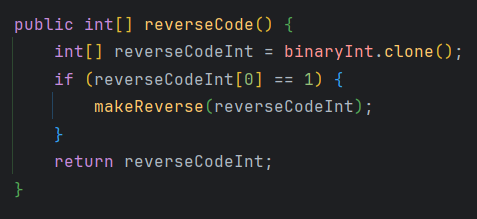 public int[] reverseCode() {
    int[] reverseCodeInt = binaryInt.clone();
    if (reverseCodeInt[0] == 1) {
        makeReverse(reverseCodeInt);
    }
    return reverseCodeInt;
}